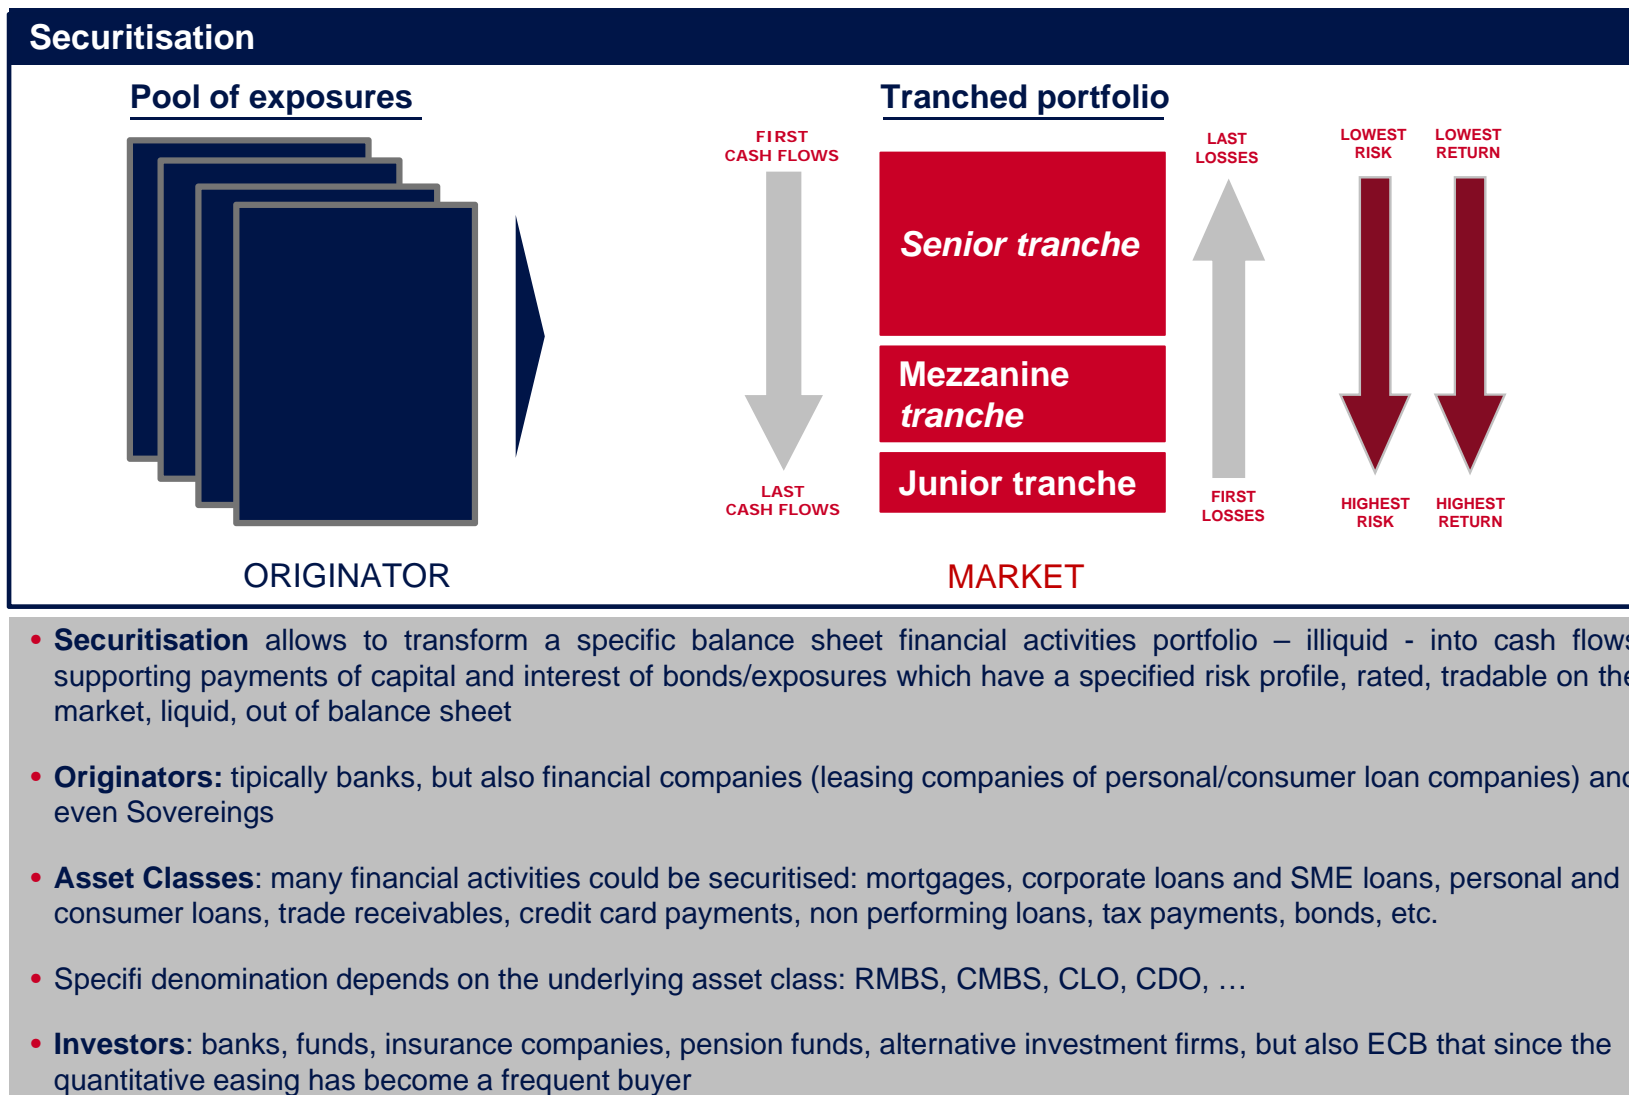 Securitisation
Pool of exposures
Tranched portfolio
FIRST
CASH FLOWS
LAST
LOSSES
LOWEST
RISK
LOWEST
RETURN
Senior tranche
Mezzanine
tranche
Junior tranche
LAST
CASH FLOWS
FIRST
LOSSES
HIGHEST
RISK
HIGHEST
RETURN
ORIGINATOR
MARKET
• Securitisation allows to transform a specific balance sheet financial activities portfolio – illiquid - into cash flows
supporting payments of capital and interest of bonds/exposures which have a specified risk profile, rated, tradable on the
market, liquid, out of balance sheet
• Originators: tipically banks, but also financial companies (leasing companies of personal/consumer loan companies) and
even Sovereings
• Asset Classes: many financial activities could be securitised: mortgages, corporate loans and SME loans, personal and
consumer loans, trade receivables, credit card payments, non performing loans, tax payments, bonds, etc.
• Specifi denomination depends on the underlying asset class: RMBS, CMBS, CLO, CDO, …
• Investors: banks, funds, insurance companies, pension funds, alternative investment firms, but also ECB that since the
quantitative easing has become a frequent buyer